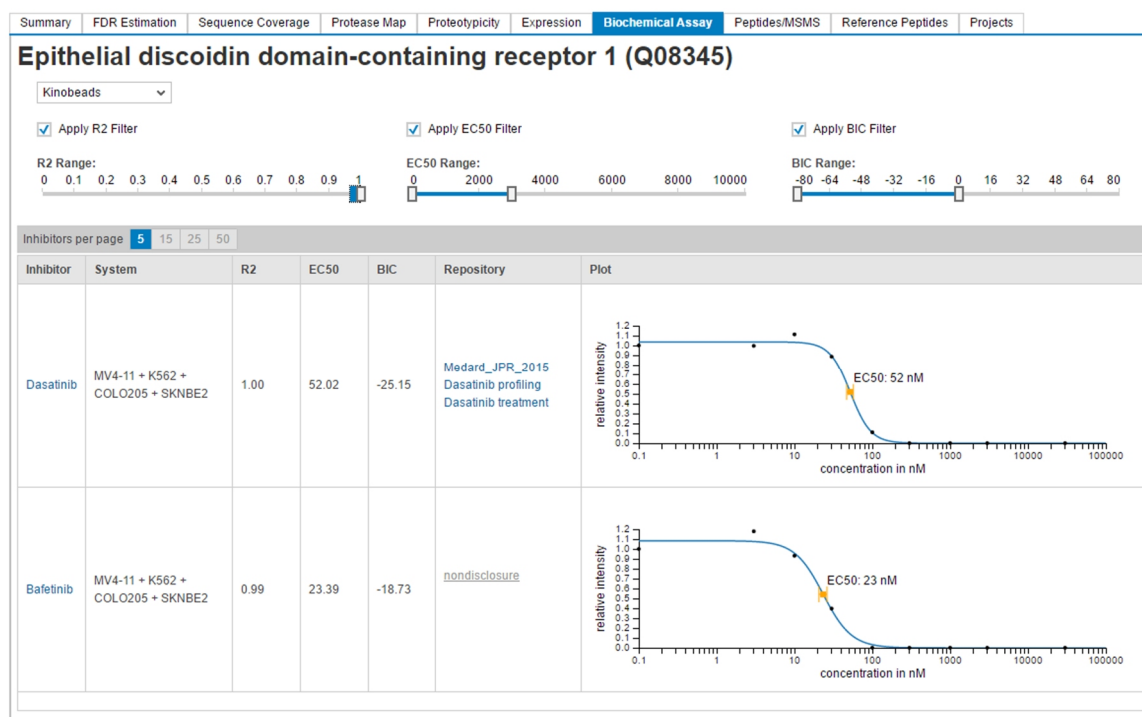 Summary FDR Estimation Sequence Coverage Protease Map Proteotypicity Expression Biochemical Assay Peptides/MSMS Reference Peptides Projects
Epithelial discoidin domain-containing receptor 1 (Q08345)
Kinobeads
Apply R2 Filter Apply EC50 Filter Apply BIC Filter
R2 Range: EC50 Range: BIC Range:
0 0.1 0.2 0.3 0.4 0.5 0.6 0.7 0.8 0.9 1 0 2000 4000 6000 8000 10000 -80 -64 -48 -32 -16 0 16 32 48 64 80
Inhibitors per page 5 15 25 50
Inhibitor System R2 EC50 BIC Repository Plot
Dasatinib
MV4-11 + K562 +
COLO205 + SKNBE2
1.00
52.02
-25.15
Medard_JPR_2015
Dasatinib profiling
Dasatinib treatment
relative intensity
1.2
1.1
1.0
0.9
0.8
0.7
0.6
0.5
0.4
0.3
0.2
0.1
0.0
EC50: 52 nM
0.1 1 10 100 1000 10000 100000
concentration in nM
Bafetinib
MV4-11 + K562 +
COLO205 + SKNBE2
0.99
23.39
-18.73
nondisclosure
relative intensity
1.2
1.1
1.0
0.9
0.8
0.7
0.6
0.5
0.4
0.3
0.2
0.1
0.0
EC50: 23 nM
0.1 1 10 100 1000 10000 100000
concentration in nM